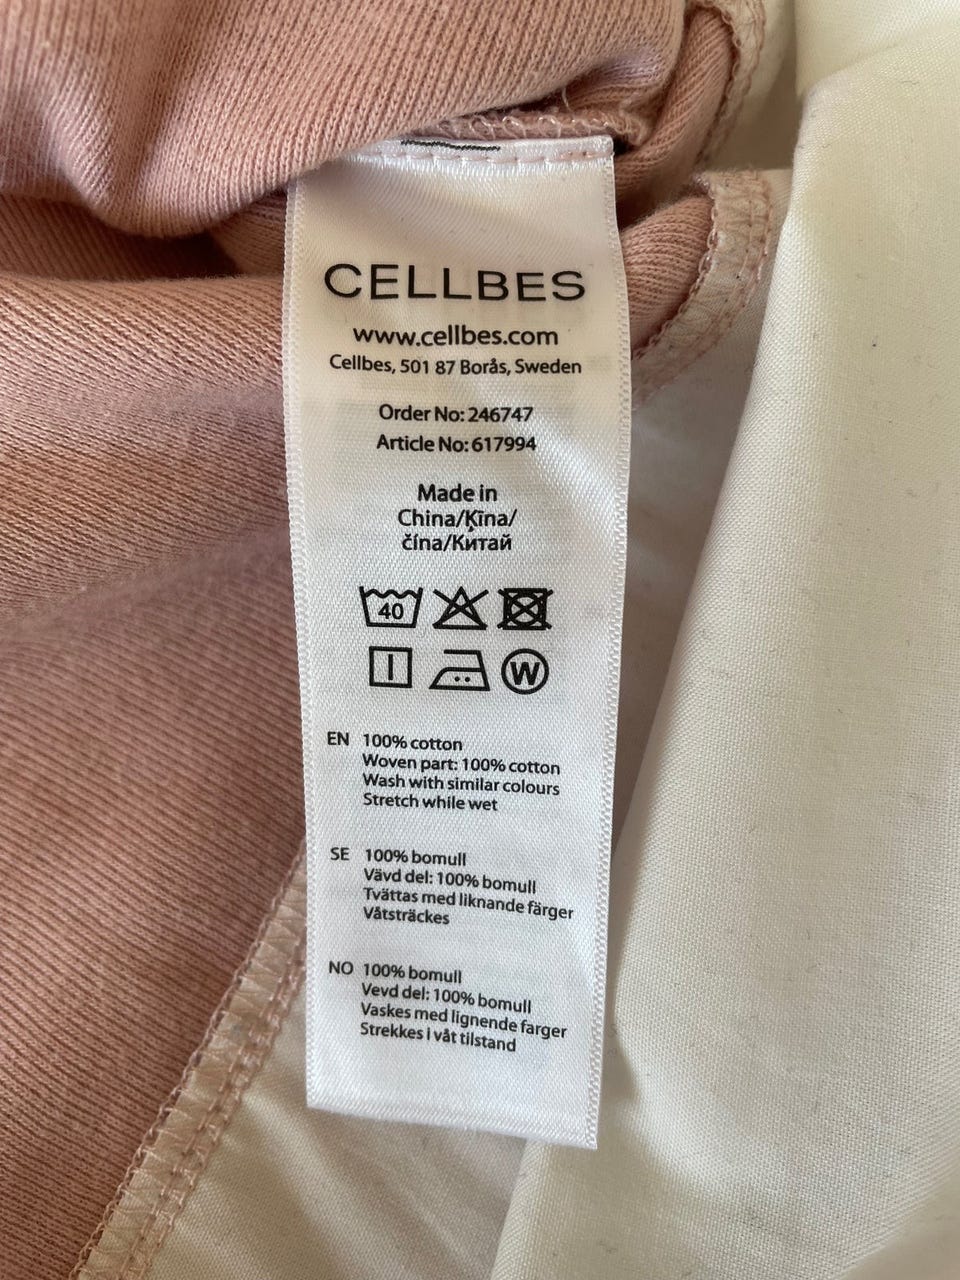 CELLBES
www.cellbes.com
Cellbes, 501 87 Borås, Sweden
Order No: 246747
Article No: 617994
Made in
China/Ķīna/
čína/Китай
40
W
EN 100% cotton
Woven part: 100% cotton
Wash with similar colours
Stretch while wet
SE 100% bomull
Vävd del: 100% bomull
Tvättas med liknande färger
Våtsträckes
NO 100% bomull
Vevd del: 100% bomull
Vaskes med lignende farger
Strekkes i våt tilstand